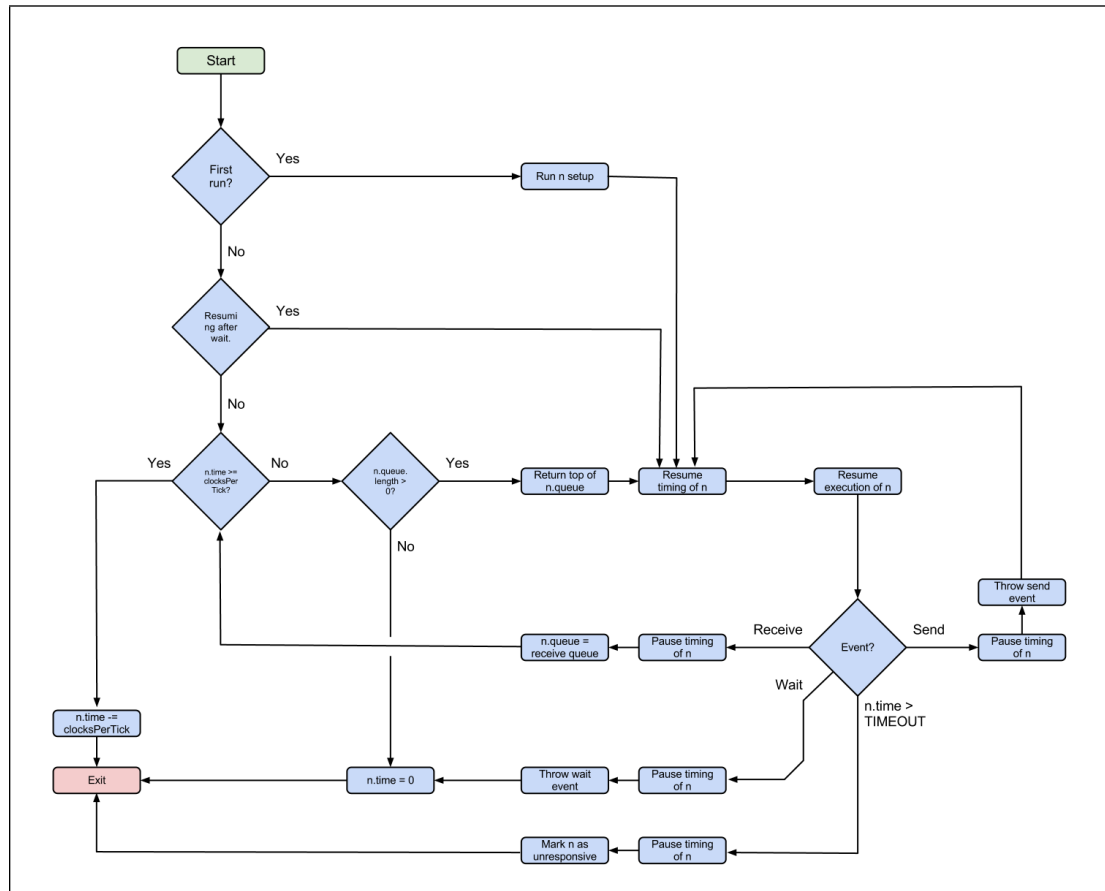 Start
First
run?
Yes
Run n setup
No
Resumi
ng after
wait.
Yes
No
Yes
n.time >=
clocksPer
Tick?
No
n.queue.
length >
0?
Yes
Return top of
n.queue
Resume
timing of n
Resume
execution of n
No
Throw send
event
n.queue =
receive queue
Pause timing
of n
Receive
Event?
Send
Pause timing
of n
Wait
n.time >
TIMEOUT
n.time -=
clocksPerTick
Exit
n.time = 0
Throw wait
event
Pause timing
of n
Mark n as
unresponsive
Pause timing
of n